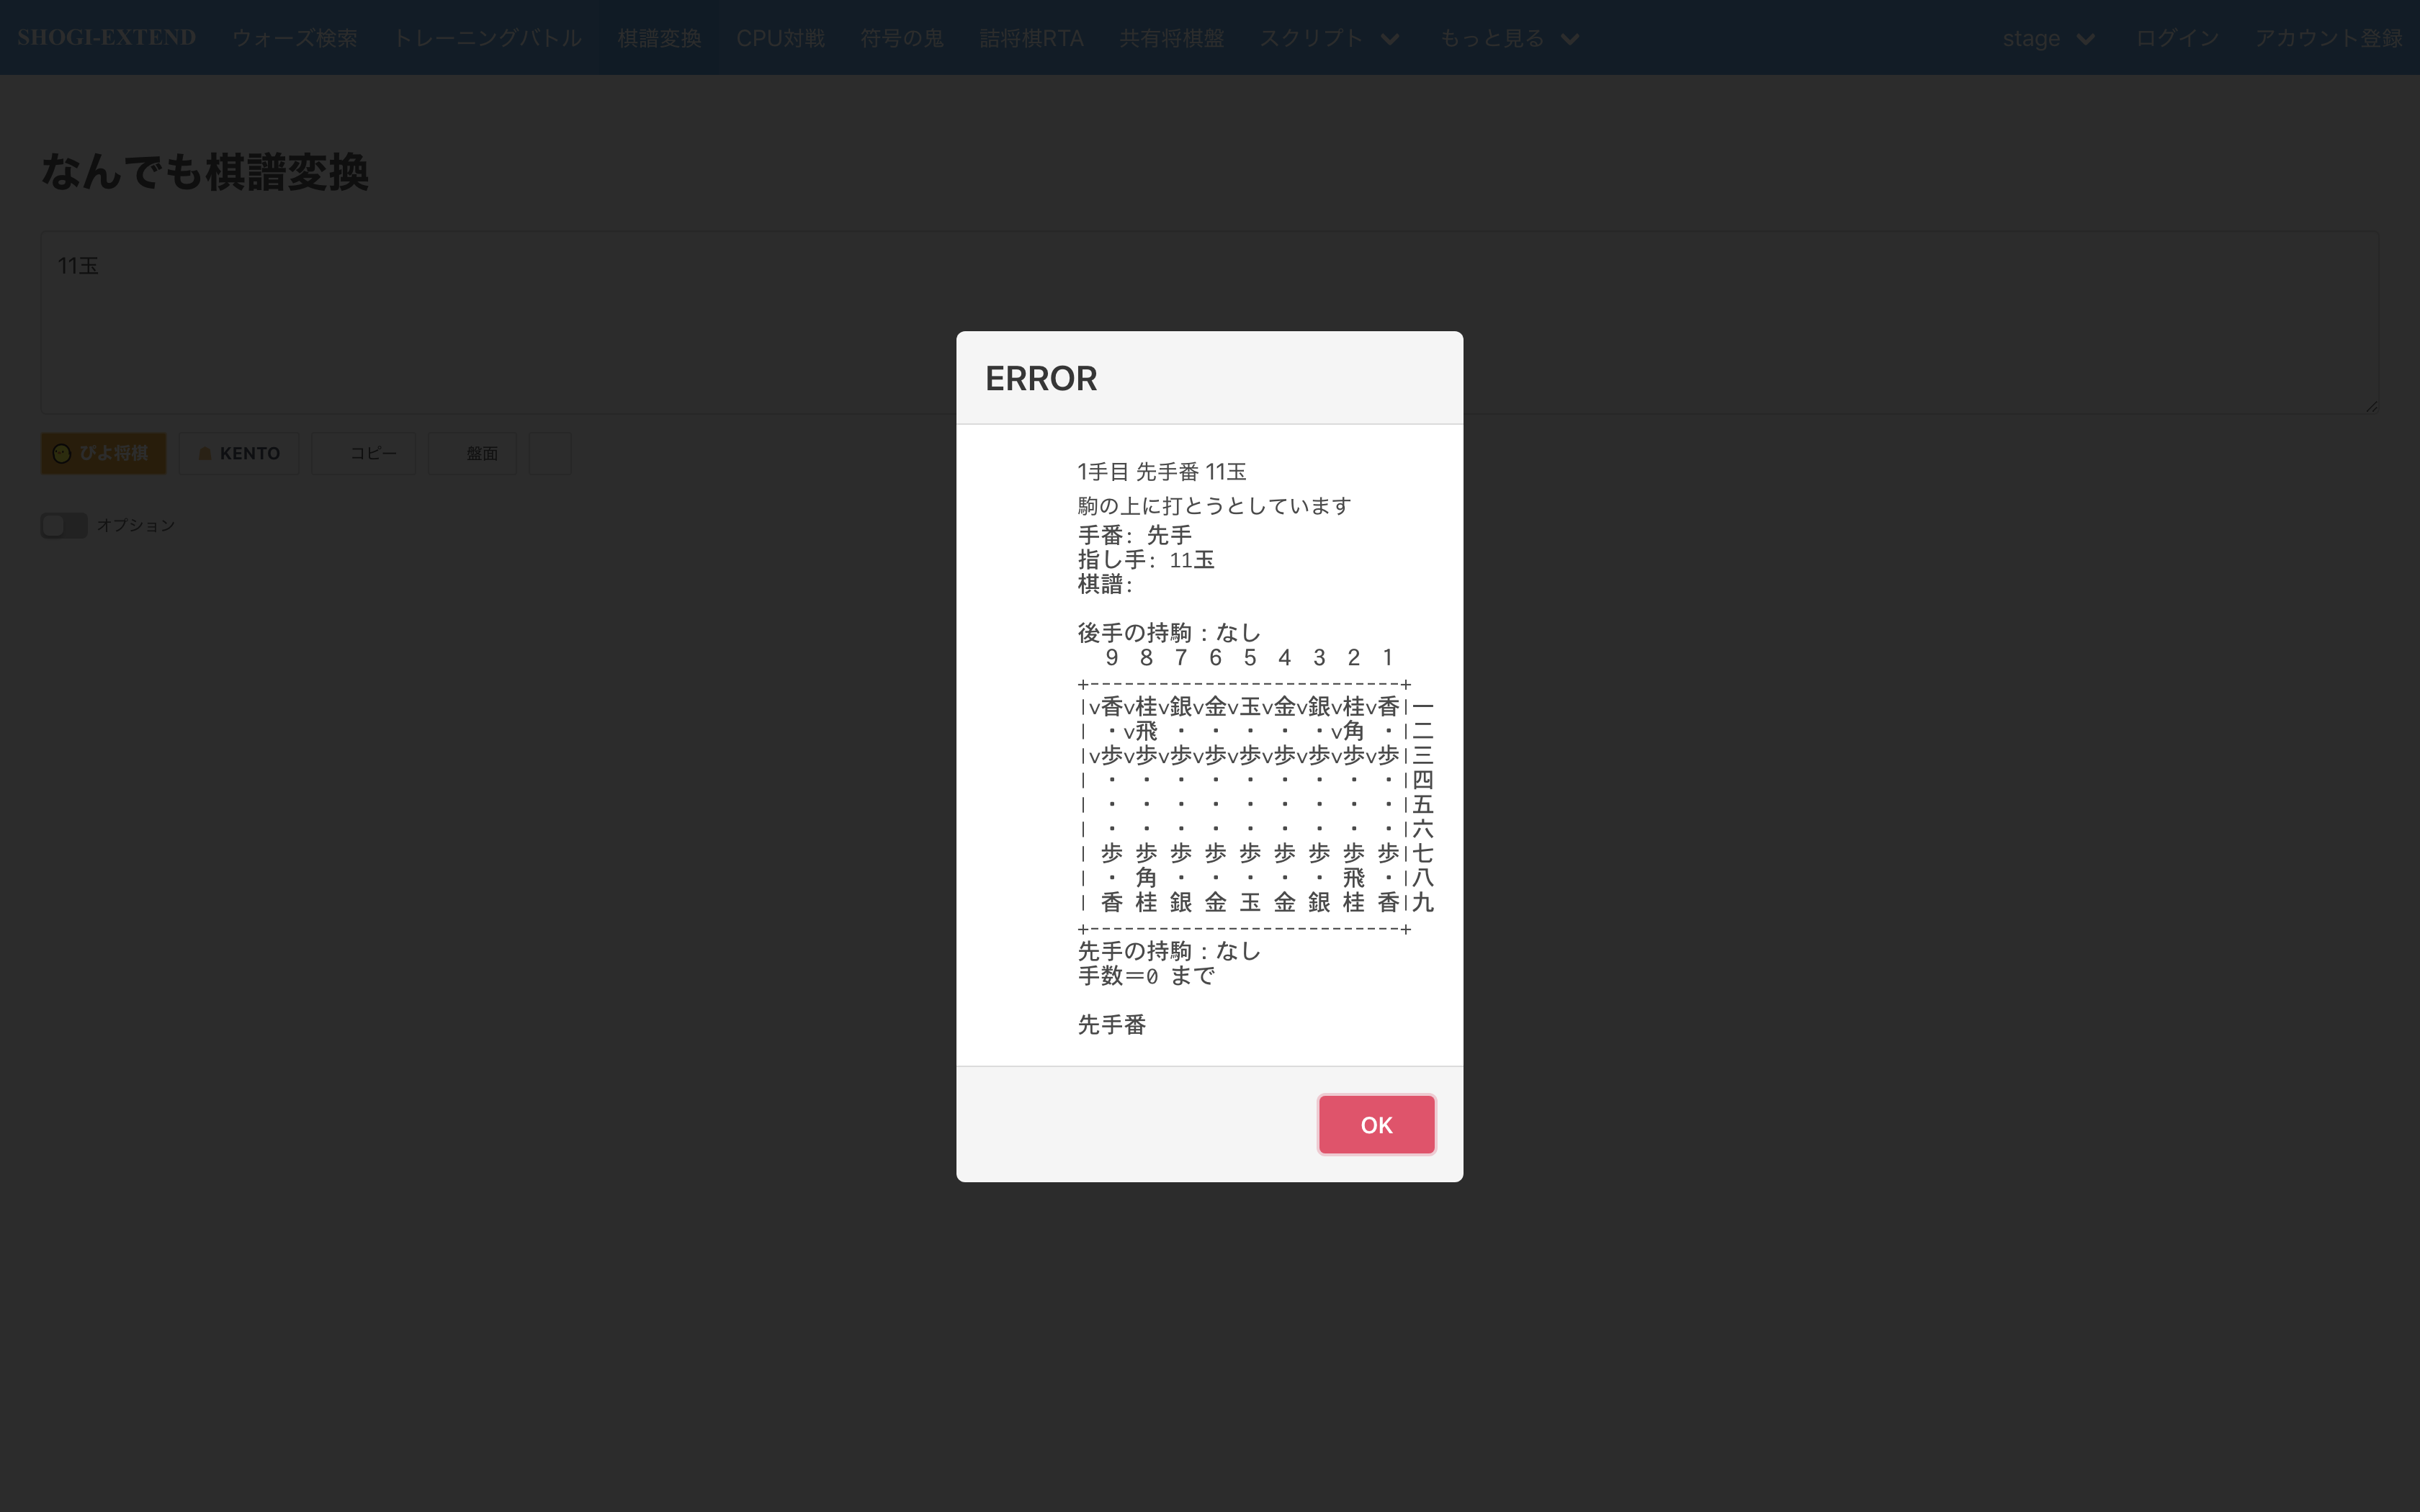 SHOGI-EXTEND ウォーズ検索 トレーニングバトル 棋譜変換 CPU対戦 符号の鬼 詰将棋RTA 共有将棋盤 スクリプト もっと見る stage ログイン アカウント登録
なんでも棋譜変換
11玉
ぴよ将棋 KENTO コピー 盤面
オプション
ERROR
1手目 先手番 11玉
駒の上に打とうとしています
手番: 先手
指し手: 11玉
棋譜:
後手の持駒：なし
  9 8 7 6 5 4 3 2 1
+---------------------------+
|v香v桂v銀v金v玉v金v銀v桂v香|一
| ・v飛 ・ ・ ・ ・ ・v角 ・|二
|v歩v歩v歩v歩v歩v歩v歩v歩v歩|三
| ・ ・ ・ ・ ・ ・ ・ ・ ・|四
| ・ ・ ・ ・ ・ ・ ・ ・ ・|五
| ・ ・ ・ ・ ・ ・ ・ ・ ・|六
| 歩 歩 歩 歩 歩 歩 歩 歩 歩|七
| ・ 角 ・ ・ ・ ・ ・ 飛 ・|八
| 香 桂 銀 金 玉 金 銀 桂 香|九
+---------------------------+
先手の持駒：なし
手数＝0 まで
先手番
OK